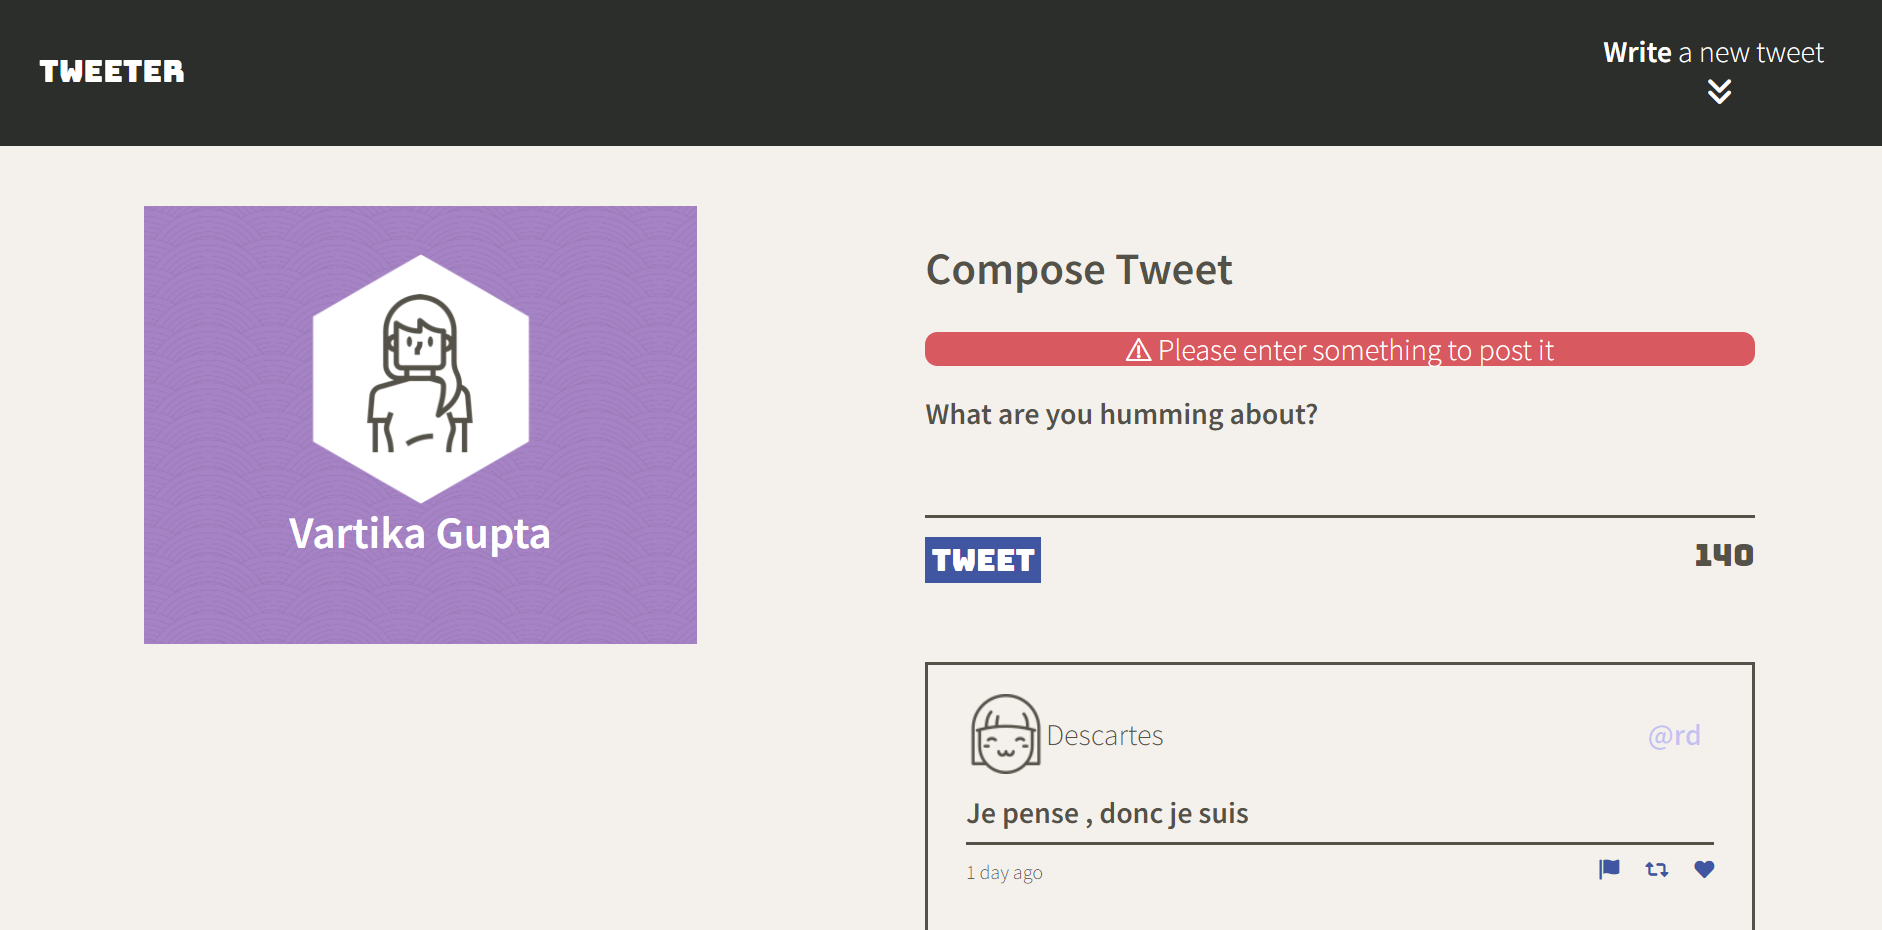 TWEETER
Write a new tweet
Vartika Gupta
Compose Tweet
Please enter something to post it
What are you humming about?
TWEET
140
Descartes
@rd
Je pense , donc je suis
1 day ago